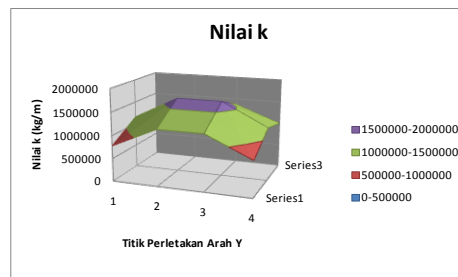 Nilai k
Nilai k (kg/m)
2000000
1500000
1000000
500000
0
1
2
3
4
Series1
Series3
Titik Perletakan Arah Y
1500000-2000000
1000000-1500000
500000-1000000
0-500000